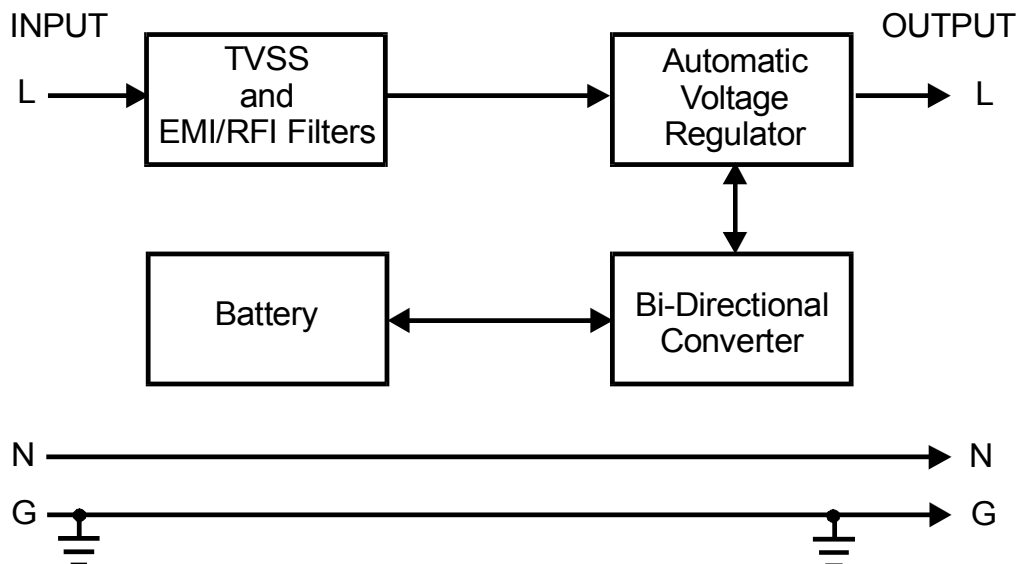 INPUT
OUTPUT
L
TVSS
and
EMI/RFI Filters
Automatic
Voltage
Regulator
L
Battery
Bi-Directional
Converter
N
N
G
G